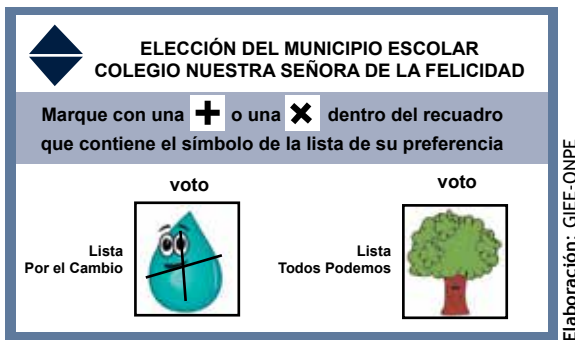 ELECCIÓN DEL MUNICIPIO ESCOLAR
COLEGIO NUESTRA SEÑORA DE LA FELICIDAD
Marque con una + o una × dentro del recuadro
que contiene el símbolo de la lista de su preferencia
voto
Lista
Por el Cambio
voto
Lista
Todos Podemos
Elaboración: GIEE-ONPE